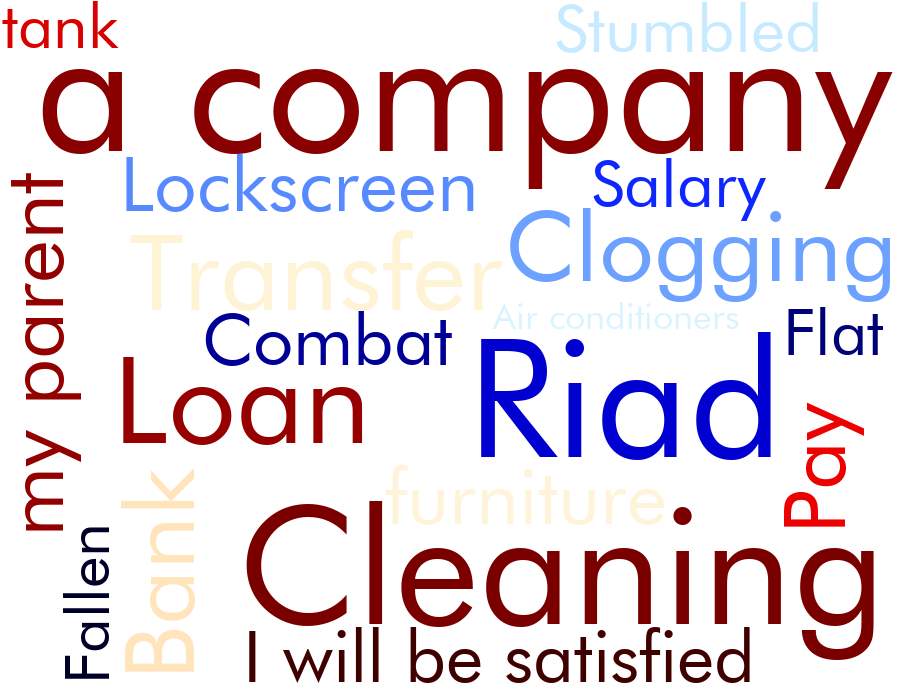 tank
Stumbled
a company
Lockscreen
Salary
my parent
Transfer
Clogging
Air conditioners
Combat
Flat
Loan
Riad
Pay
Bank
furniture
Fallen
Cleaning
I will be satisfied